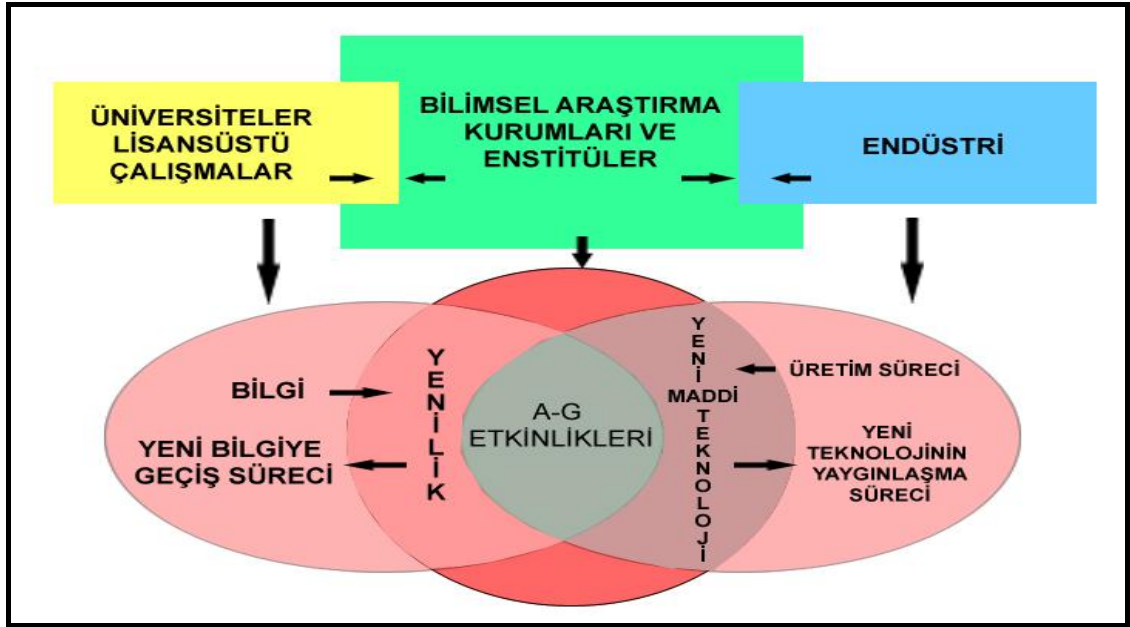 ÜNİVERSİTELER
LİSANSÜSTÜ
ÇALIŞMALAR
BİLİMSEL ARAŞTIRMA
KURUMLARI VE
ENSTİTÜLER
ENDÜSTRİ
BİLGİ
YENİ BİLGİYE
GEÇİŞ SÜRECİ
YENİLİK
A-G
ETKİNLİKLERİ
YENİ
MADDİ
TEKNOLOJİ
ÜRETİM SÜRECİ
YENİ
TEKNOLOJİNİN
YAYGINLAŞMA
SÜRECİ